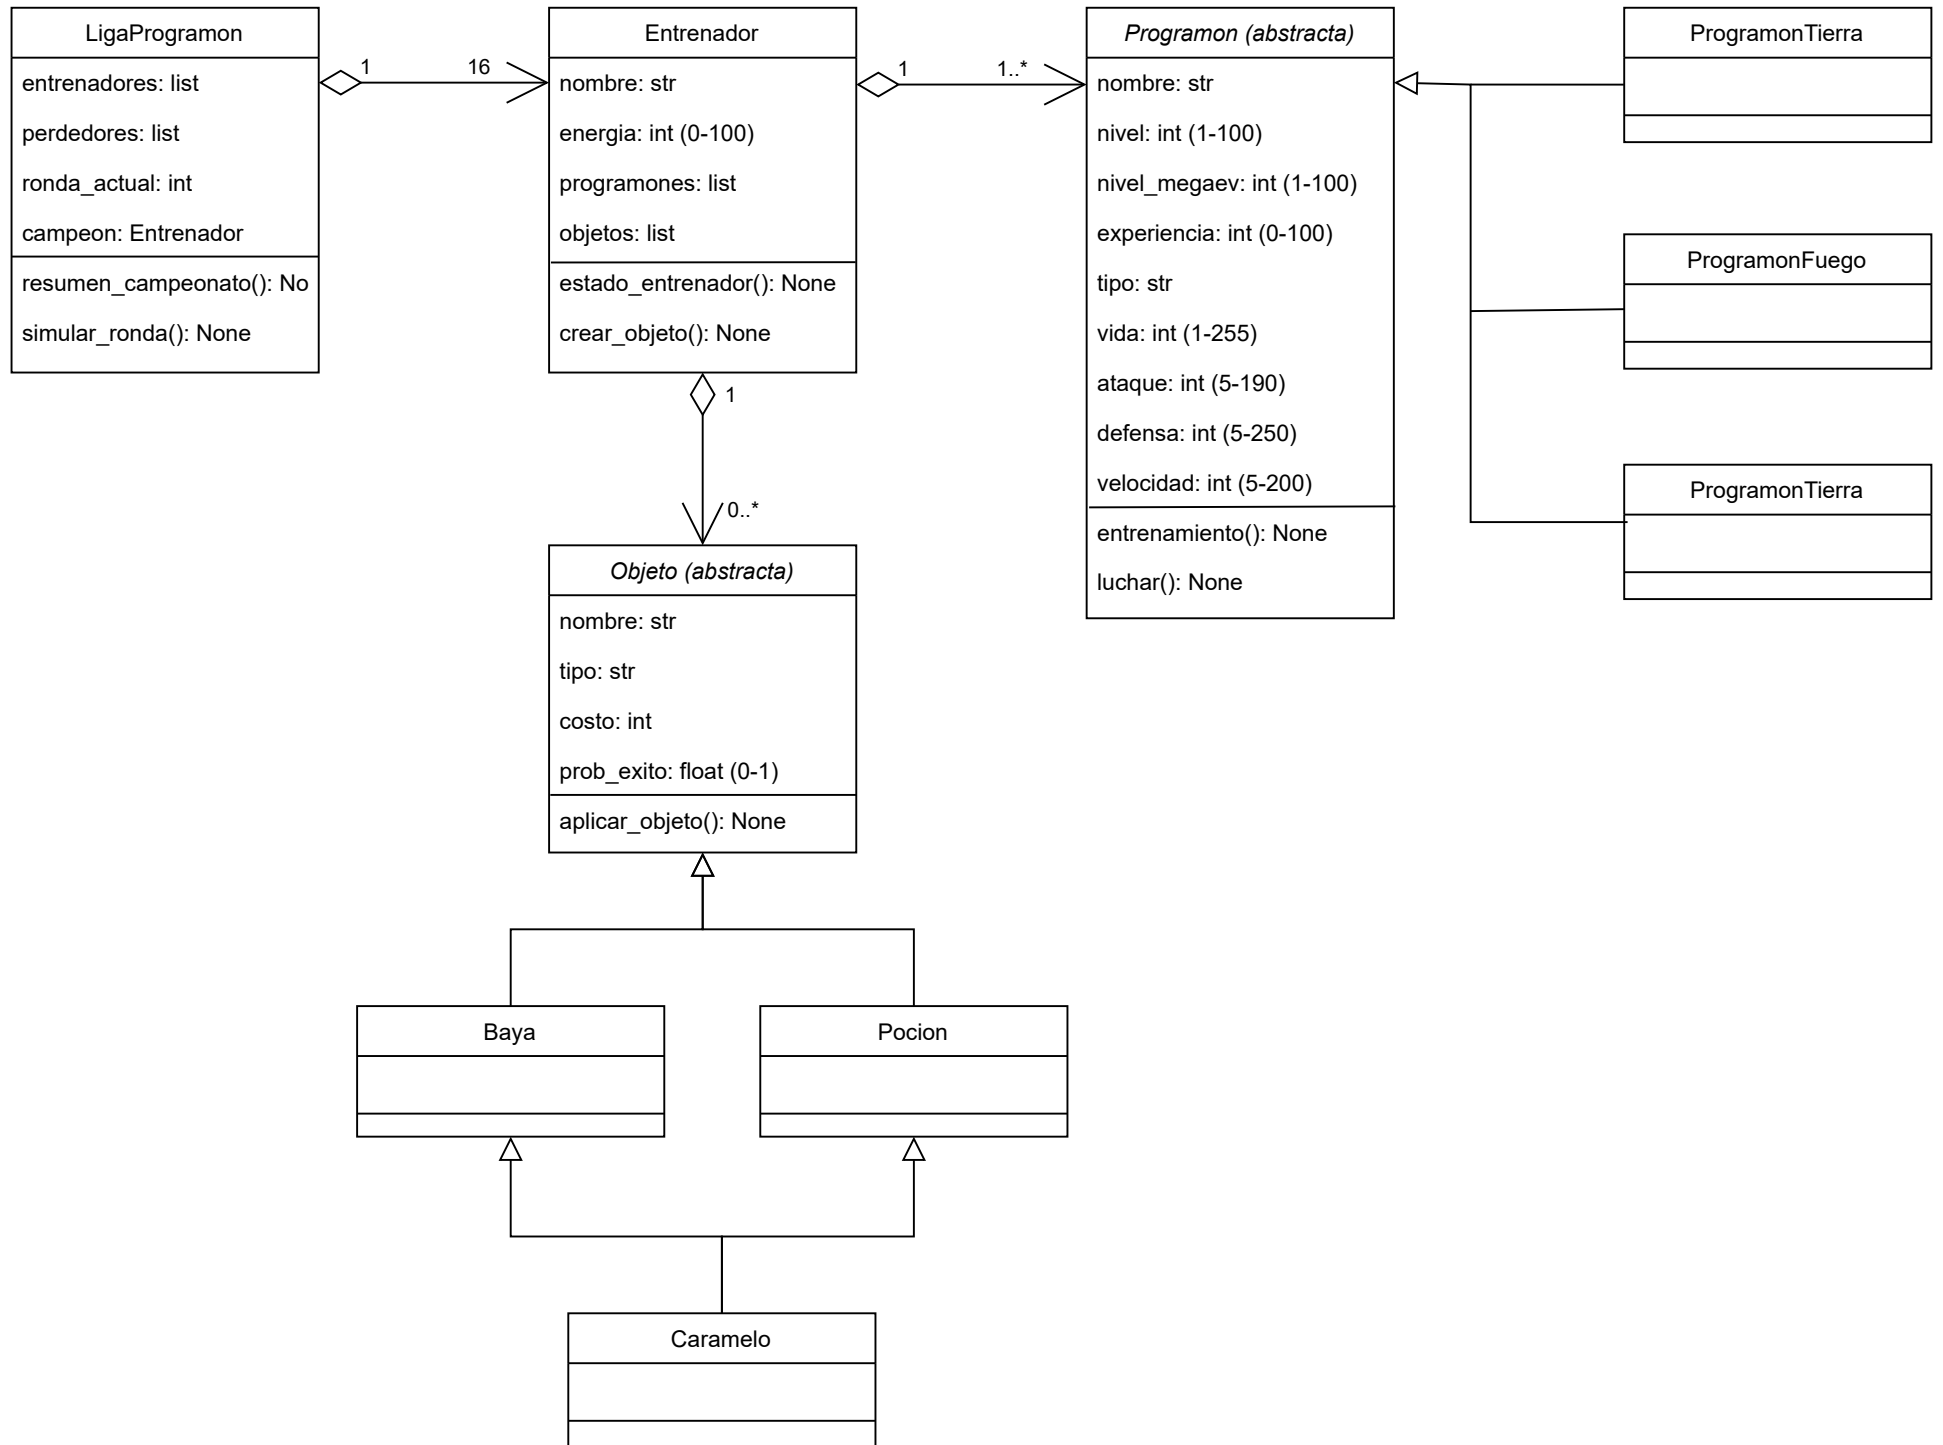 LigaProgramon
entrenadores: list
perdedores: list
ronda_actual: int
campeon: Entrenador
resumen_campeonato(): No
simular_ronda(): None
1
16
Entrenador
nombre: str
energia: int (0-100)
programones: list
objetos: list
estado_entrenador(): None
crear_objeto(): None
1
1..*
Programon (abstracta)
nombre: str
nivel: int (1-100)
nivel_megaev: int (1-100)
experiencia: int (0-100)
tipo: str
vida: int (1-255)
ataque: int (5-190)
defensa: int (5-250)
velocidad: int (5-200)
entrenamiento(): None
luchar(): None
ProgramonTierra
ProgramonFuego
ProgramonTierra
1
0..*
Objeto (abstracta)
nombre: str
tipo: str
costo: int
prob_exito: float (0-1)
aplicar_objeto(): None
Baya
Pocion
Caramelo